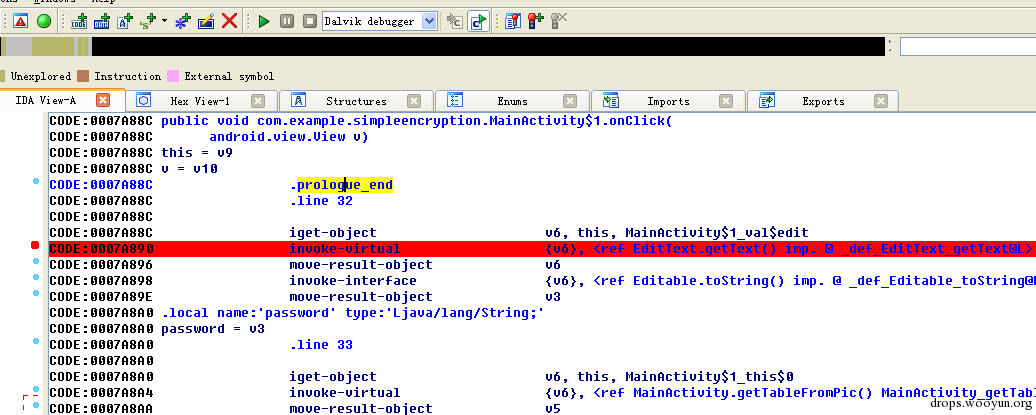 Dalvik debugger
Unexplored Instruction External symbol
IDA View-A Hex View-1 Structures Enums Imports Exports
CODE:0007A88C public void com.example.simpleencryption.MainActivity$1.onClick(
CODE:0007A88C android.view.View v)
CODE:0007A88C this = v9
CODE:0007A88C v = v10
CODE:0007A88C .prologue_end
CODE:0007A88C .line 32
CODE:0007A88C
CODE:0007A88C iget-object v6, this, MainActivity$1_val$edit
CODE:0007A890 invoke-virtual {v6}, <ref EditText.getText() imp. @ _def_EditText_getText@L>
CODE:0007A896 move-result-object v6
CODE:0007A898 invoke-interface {v6}, <ref Editable.toString() imp. @ _def_Editable_toString@
CODE:0007A89E move-result-object v3
CODE:0007A8A0 .local name:'password' type:'Ljava/lang/String;'
CODE:0007A8A0 password = v3
CODE:0007A8A0 .line 33
CODE:0007A8A0
CODE:0007A8A0 iget-object v6, this, MainActivity$1_this$0
CODE:0007A8A4 invoke-virtual {v6}, <ref MainActivity.getTableFromPic() MainActivity_getTab
CODE:0007A8AA move-result-object v5
drops.wooyun.org